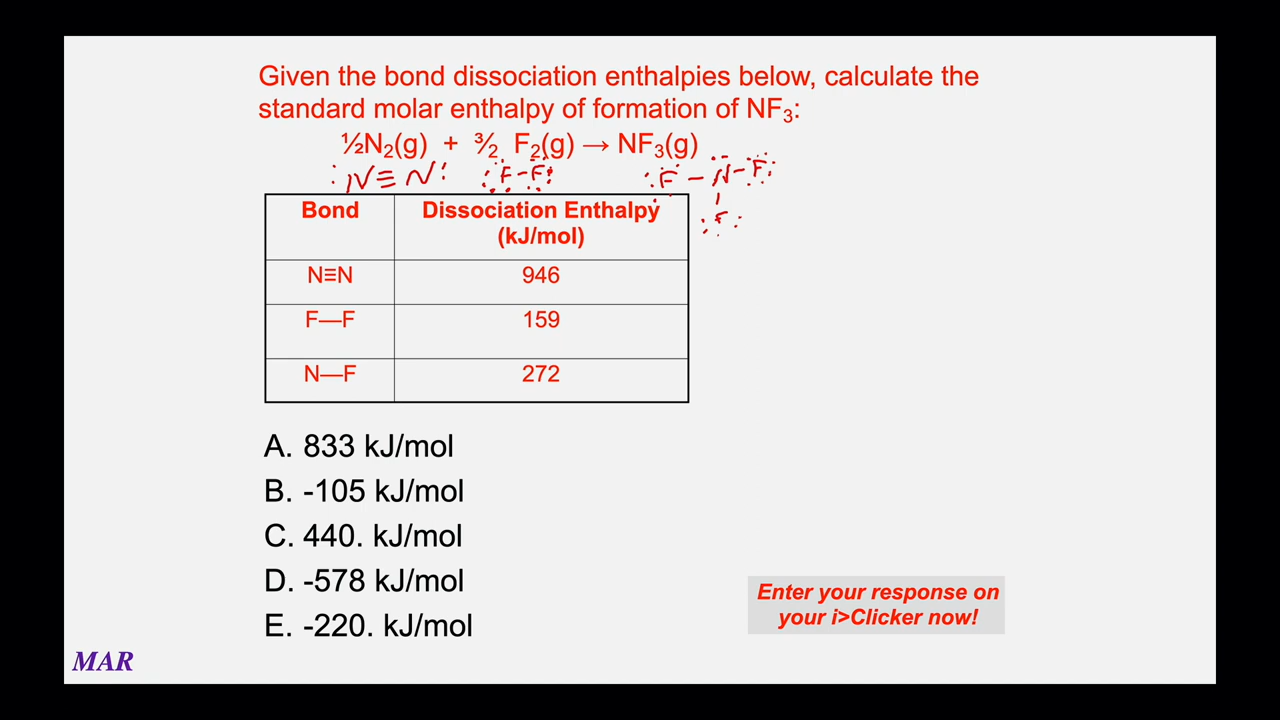 Given the bond dissociation enthalpies below, calculate the
standard molar enthalpy of formation of NF₃:
½N₂(g) + ³⁄₂ F₂(g) → NF₃(g)
:N≡N: :F-F: :F-N-F:
:F:
Bond Dissociation Enthalpy
(kJ/mol)
N≡N 946
F—F 159
N—F 272
A. 833 kJ/mol
B. -105 kJ/mol
C. 440. kJ/mol
D. -578 kJ/mol
E. -220. kJ/mol
Enter your response on
your i>Clicker now!
MAR